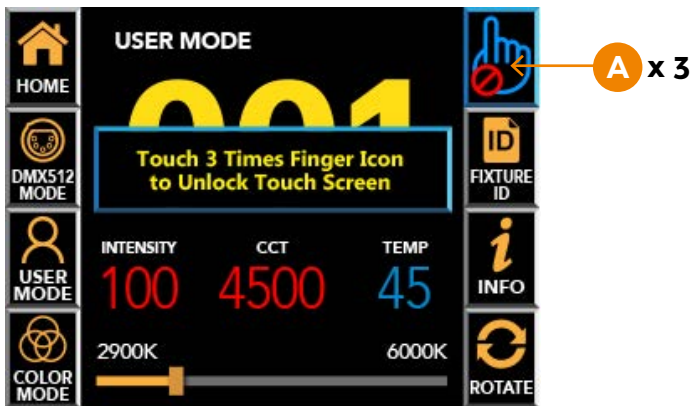 HOME
DMX512
MODE
USER
MODE
COLOR
MODE
USER MODE
001
Touch 3 Times Finger Icon
to Unlock Touch Screen
INTENSITY CCT TEMP
100 4500 45
2900K 6000K
ID
FIXTURE
ID
i
INFO
ROTATE
A x 3